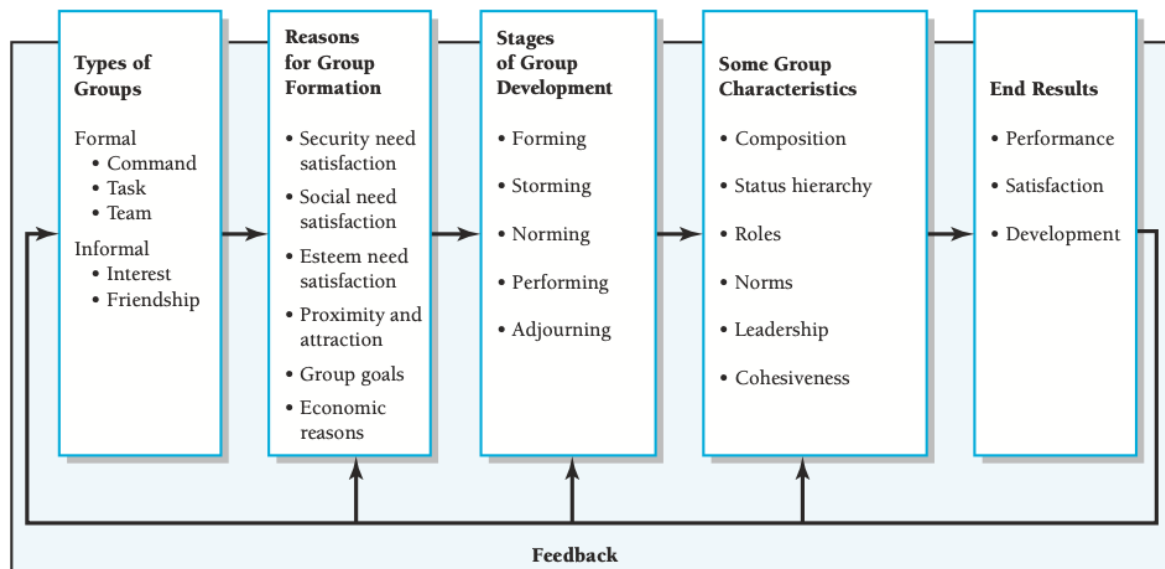 Types of
Groups
Formal
• Command
• Task
• Team
Informal
• Interest
• Friendship
Reasons
for Group
Formation
• Security need
satisfaction
• Social need
satisfaction
• Esteem need
satisfaction
• Proximity and
attraction
• Group goals
• Economic
reasons
Stages
of Group
Development
• Forming
• Storming
• Norming
• Performing
• Adjourning
Some Group
Characteristics
• Composition
• Status hierarchy
• Roles
• Norms
• Leadership
• Cohesiveness
End Results
• Performance
• Satisfaction
• Development
Feedback